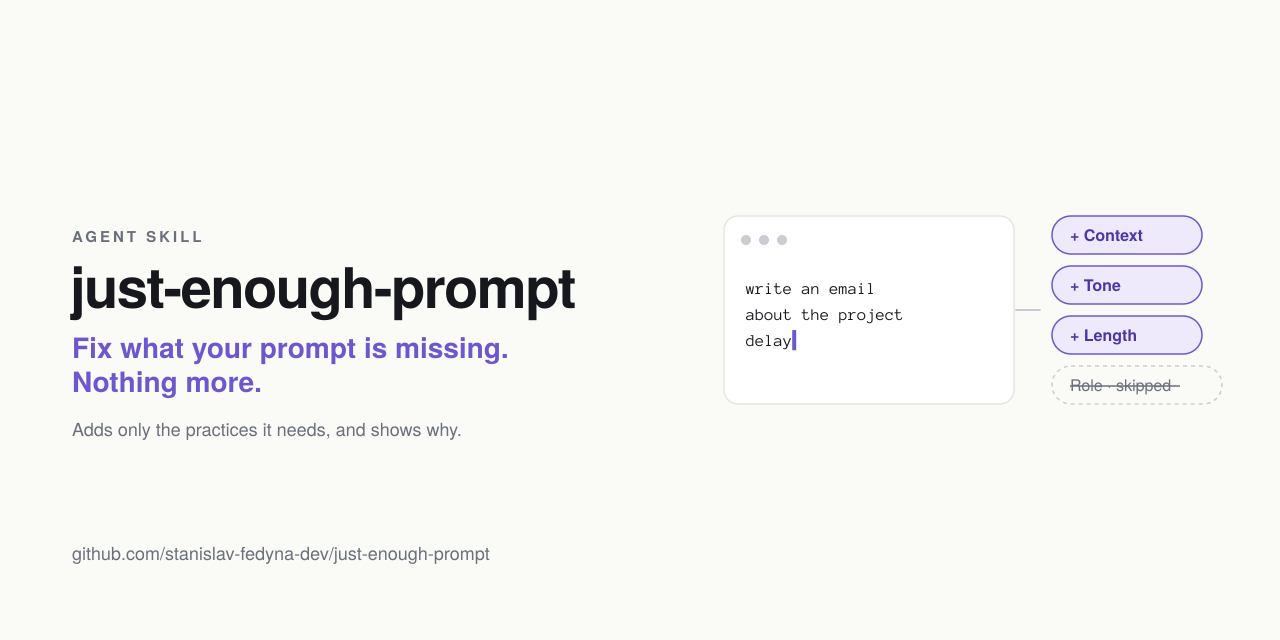 AGENT SKILL
just-enough-prompt
Fix what your prompt is missing.
Nothing more.
Adds only the practices it needs, and shows why.
github.com/stanislav-fedyna-dev/just-enough-prompt
write an email
about the project
delay
+ Context
+ Tone
+ Length
Role · skipped